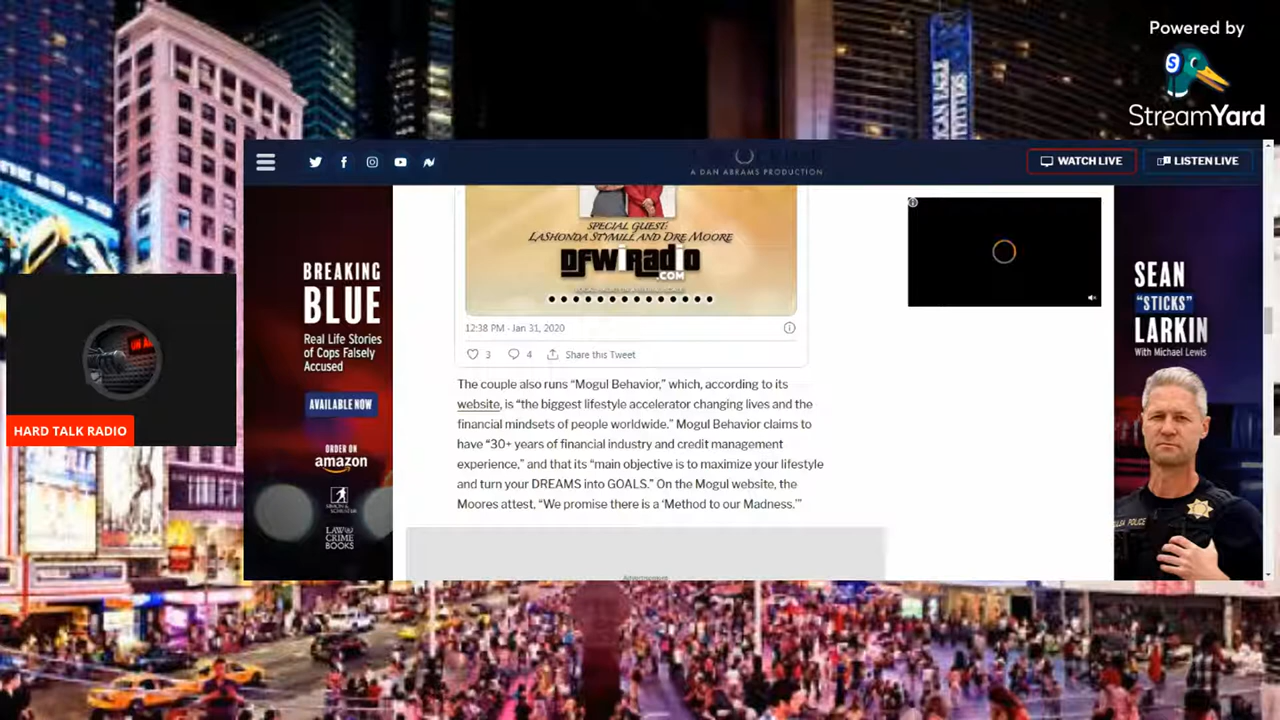 Powered by
StreamYard
WATCH LIVE
LISTEN LIVE
A DAN ABRAMS PRODUCTION
SPECIAL GUEST:
LASHONDA STYMILL AND DRE MOORE
DFWiRadio
.COM
BREAKING
BLUE
Real Life Stories
of Cops Falsely
Accused
AVAILABLE NOW
ORDER ON
amazon
LAW&
CRIME
BOOKS
SEAN
"STICKS"
LARKIN
With Michael Lewis
POLICE
12:38 PM · Jan 31, 2020
3 4 Share this Tweet
The couple also runs “Mogul Behavior,” which, according to its
website, is “the biggest lifestyle accelerator changing lives and the
financial mindsets of people worldwide.” Mogul Behavior claims to
have “30+ years of financial industry and credit management
experience,” and that its “main objective is to maximize your lifestyle
and turn your DREAMS into GOALS.” On the Mogul website, the
Moores attest, “We promise there is a ‘Method to our Madness.’”
Advertisement
HARD TALK RADIO